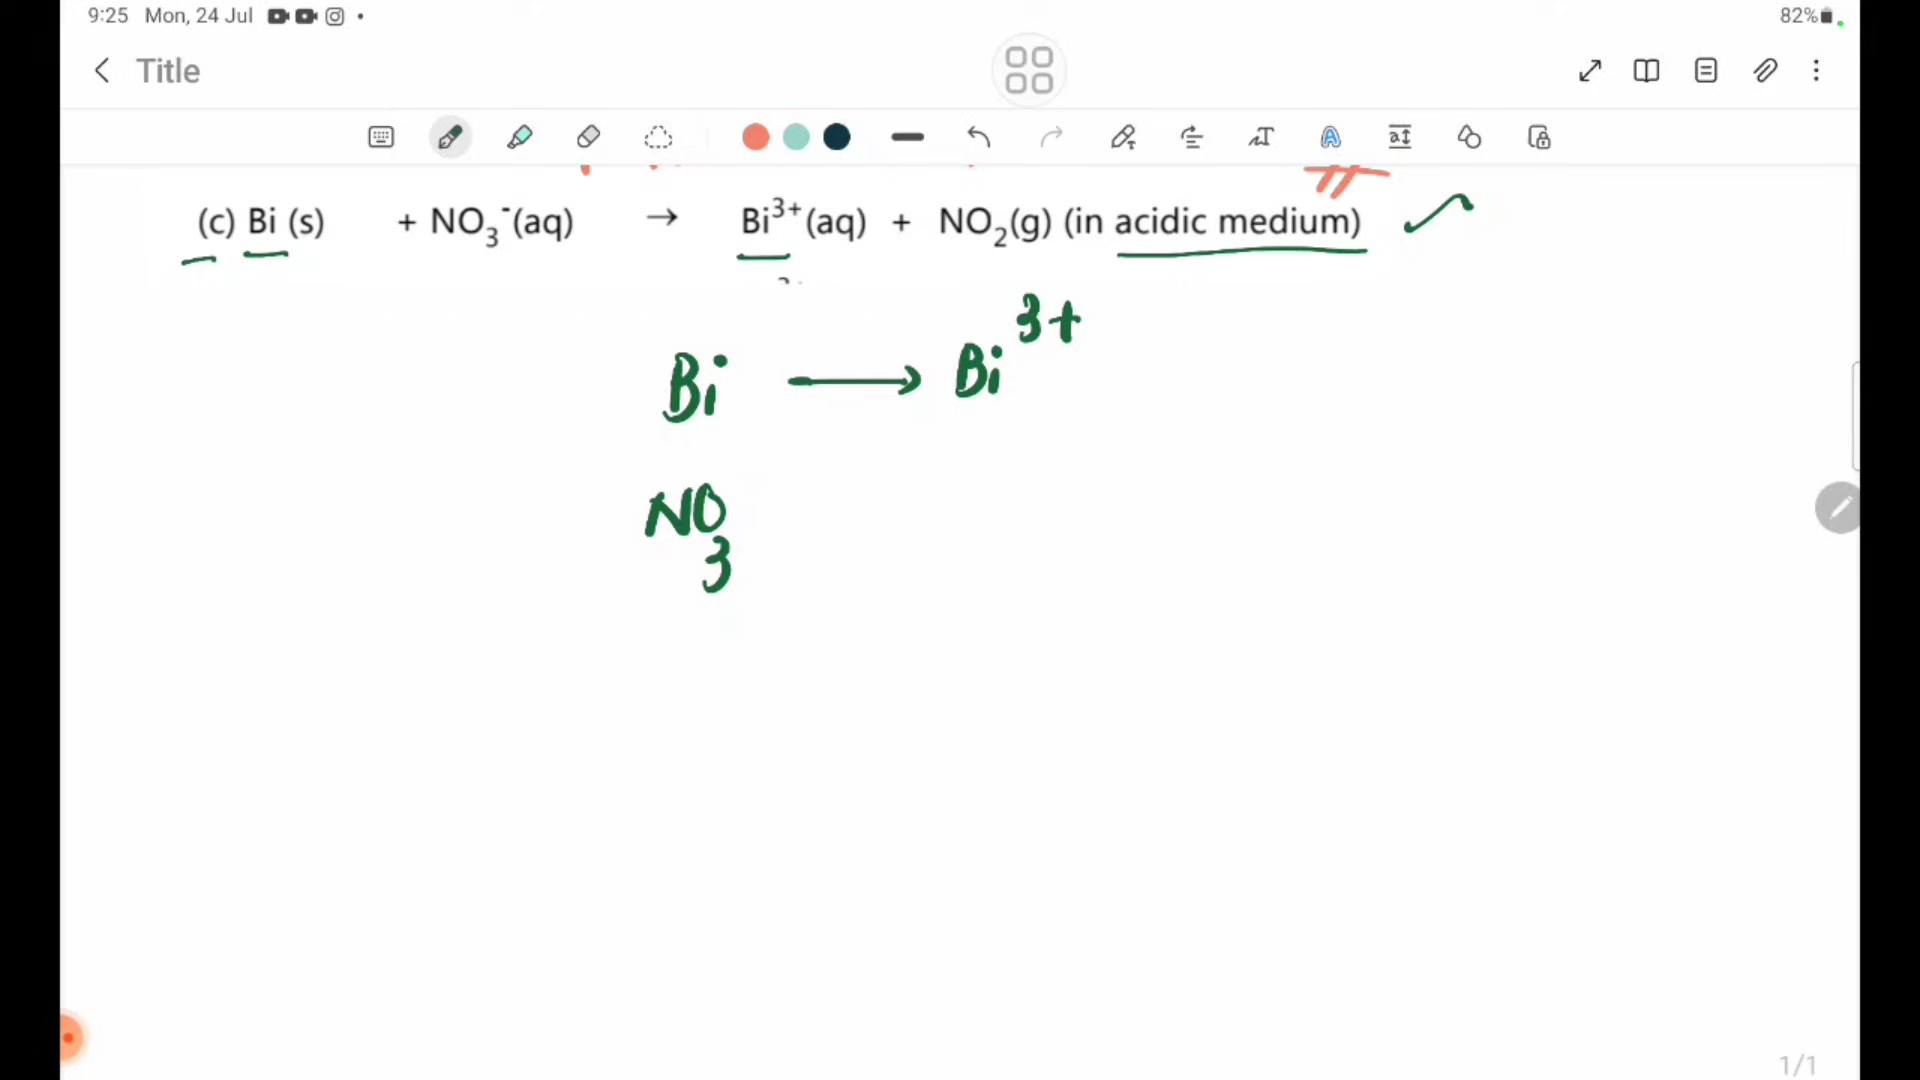 9:25 Mon, 24 Jul
82%
Title
(c) Bi (s) + NO₃⁻(aq) → Bi³⁺(aq) + NO₂(g) (in acidic medium)
Bi → Bi³⁺
NO₃
1/1